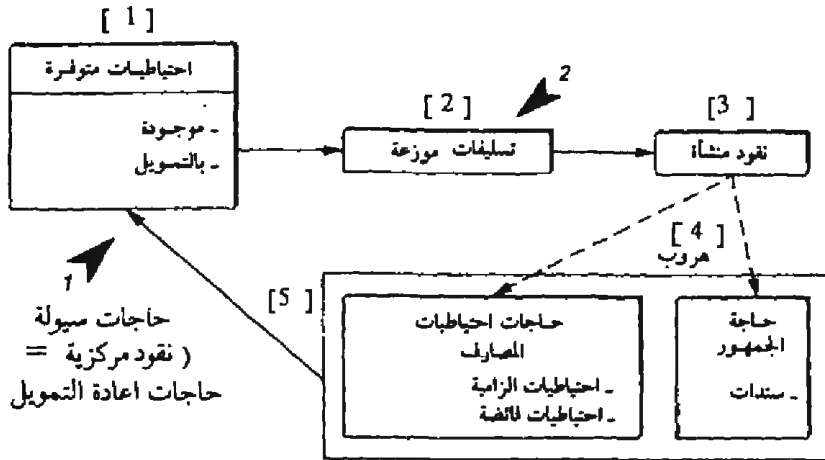 [ 1 ]
احتياطيات متوفرة
ـ موجودة
ـ بالتمويل
2
[ 2 ]
تسليفات موزعة
[ 3 ]
نقود منشأة
[ 4 ]
هروب
1
حاجات سيولة
( نقود مركزية =
حاجات اعادة التمويل
[ 5 ]
حاجات احتياطيات
المصارف
ـ احتياطيات الزامية
ـ احتياطيات فائضة
حاجة
الجمهور
ـ سندات